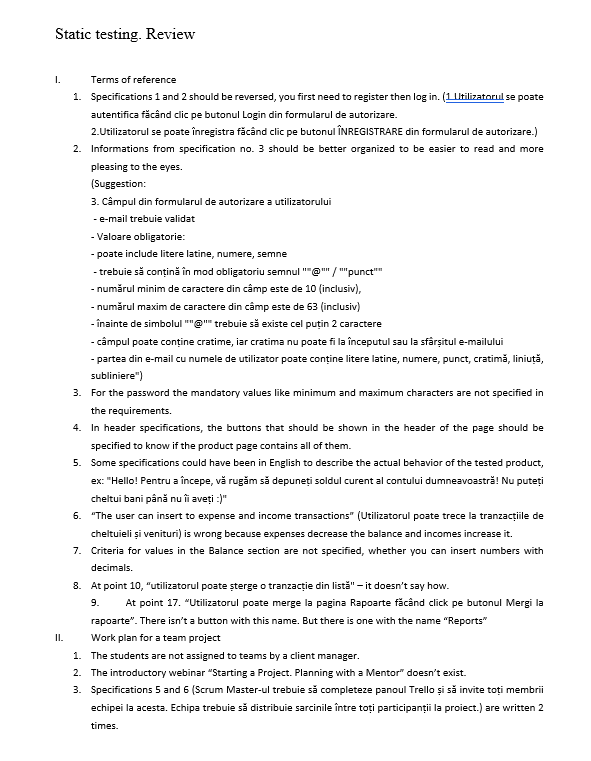 Static testing. Review
I. Terms of reference
1. Specifications 1 and 2 should be reversed, you first need to register then log in. (1.Utilizatorul se poate
autentifica făcând clic pe butonul Login din formularul de autorizare.
2.Utilizatorul se poate înregistra făcând clic pe butonul ÎNREGISTRARE din formularul de autorizare.)
2. Informations from specification no. 3 should be better organized to be easier to read and more
pleasing to the eyes.
(Suggestion:
3. Câmpul din formularul de autorizare a utilizatorului
- e-mail trebuie validat
- Valoare obligatorie:
- poate include litere latine, numere, semne
- trebuie să conțină în mod obligatoriu semnul ""@"" / ""punct""
- numărul minim de caractere din câmp este de 10 (inclusiv),
- numărul maxim de caractere din câmp este de 63 (inclusiv)
- înainte de simbolul ""@"" trebuie să existe cel puțin 2 caractere
- câmpul poate conține cratime, iar cratima nu poate fi la începutul sau la sfârșitul e-mailului
- partea din e-mail cu numele de utilizator poate conține litere latine, numere, punct, cratimă, liniuță,
subliniere")
3. For the password the mandatory values like minimum and maximum characters are not specified in
the requirements.
4. In header specifications, the buttons that should be shown in the header of the page should be
specified to know if the product page contains all of them.
5. Some specifications could have been in English to describe the actual behavior of the tested product,
ex: "Hello! Pentru a începe, vă rugăm să depuneți soldul curent al contului dumneavoastră! Nu puteți
cheltui bani până nu îi aveți :)"
6. “The user can insert to expense and income transactions” (Utilizatorul poate trece la tranzacțiile de
cheltuieli și venituri) is wrong because expenses decrease the balance and incomes increase it.
7. Criteria for values in the Balance section are not specified, whether you can insert numbers with
decimals.
8. At point 10, “utilizatorul poate șterge o tranzacție din listă" – it doesn’t say how.
9. At point 17. “Utilizatorul poate merge la pagina Rapoarte făcând click pe butonul Mergi la
rapoarte”. There isn’t a button with this name. But there is one with the name “Reports”
II. Work plan for a team project
1. The students are not assigned to teams by a client manager.
2. The introductory webinar “Starting a Project. Planning with a Mentor” doesn’t exist.
3. Specifications 5 and 6 (Scrum Master-ul trebuie să completeze panoul Trello și să invite toți membrii
echipei la acesta. Echipa trebuie să distribuie sarcinile între toți participanții la proiect.) are written 2
times.